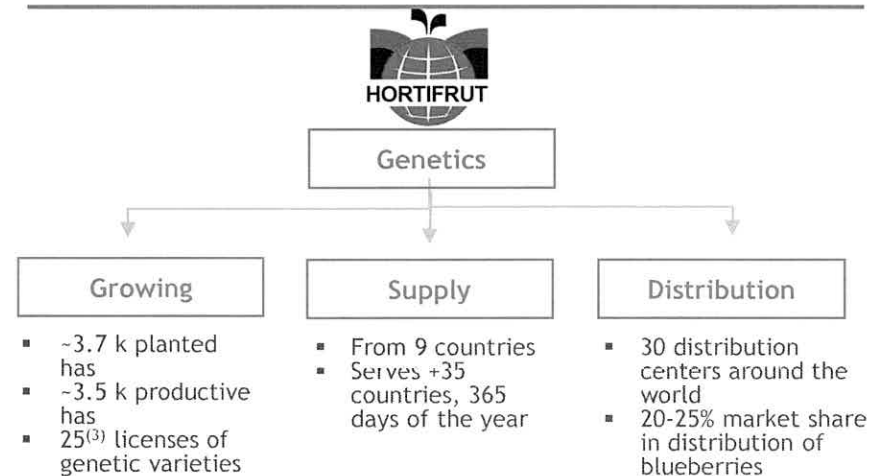 HORTIFRUT
Genetics
Growing
▪ ~3.7 k planted
has
▪ ~3.5 k productive
has
▪ 25(3) licenses of
genetic varieties
Supply
▪ From 9 countries
▪ Serves +35
countries, 365
days of the year
Distribution
▪ 30 distribution
centers around the
world
▪ 20-25% market share
in distribution of
blueberries